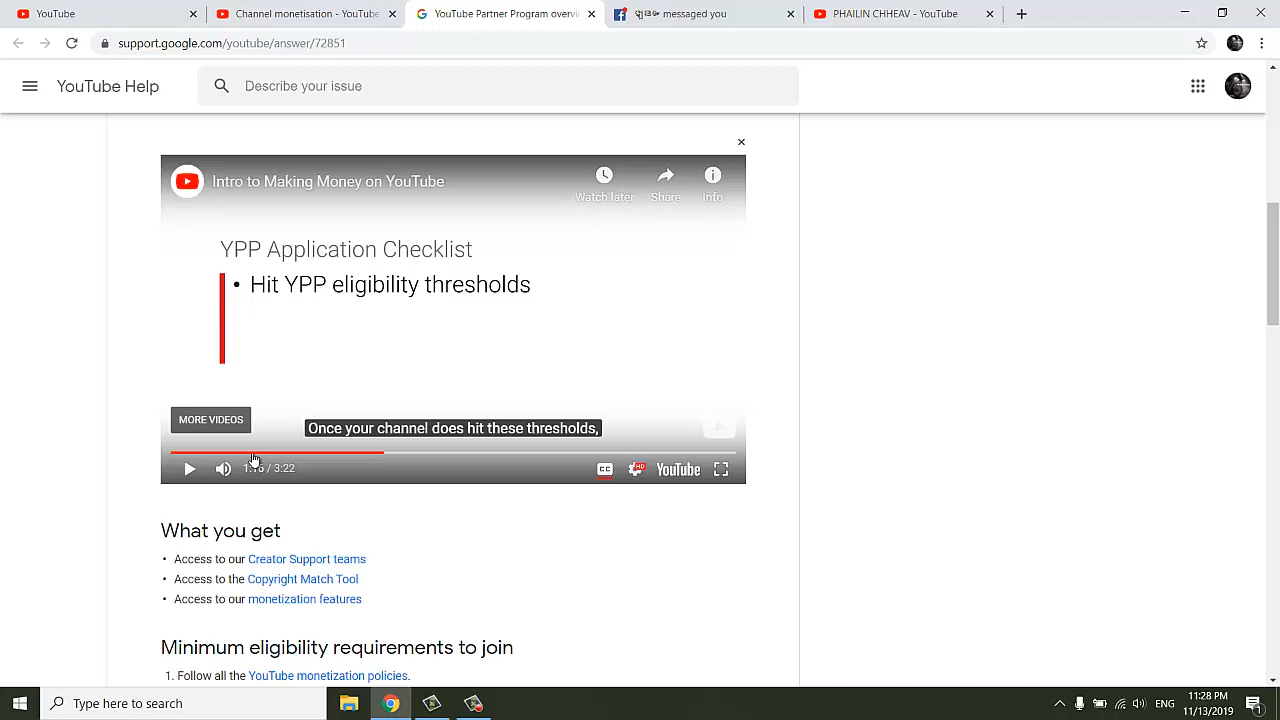 YouTube
Channel monetisation - YouTube
YouTube Partner Program overvi
messaged you
PHAILIN CHHEAV - YouTube
support.google.com/youtube/answer/72851
YouTube Help
Describe your issue
Intro to Making Money on YouTube
Watch later
Share
Info
YPP Application Checklist
• Hit YPP eligibility thresholds
MORE VIDEOS
Once your channel does hit these thresholds,
1:16 / 3:22
CC
HD
YouTube
What you get
• Access to our Creator Support teams
• Access to the Copyright Match Tool
• Access to our monetization features
Minimum eligibility requirements to join
1. Follow all the YouTube monetization policies.
Type here to search
ENG
11:28 PM
11/13/2019